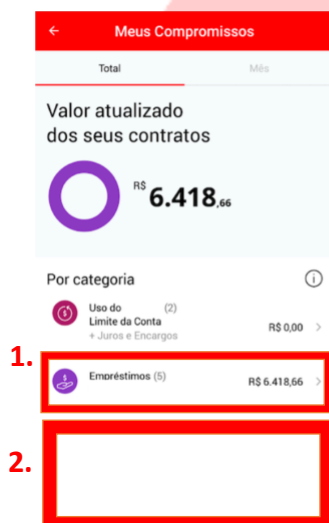 Meus Compromissos
Total Mês
Valor atualizado
dos seus contratos
R$ 6.418,66
Por categoria
Uso do (2)
Limite da Conta
+ Juros e Encargos
R$ 0,00
1.
Empréstimos (5)
R$ 6.418,66
2.